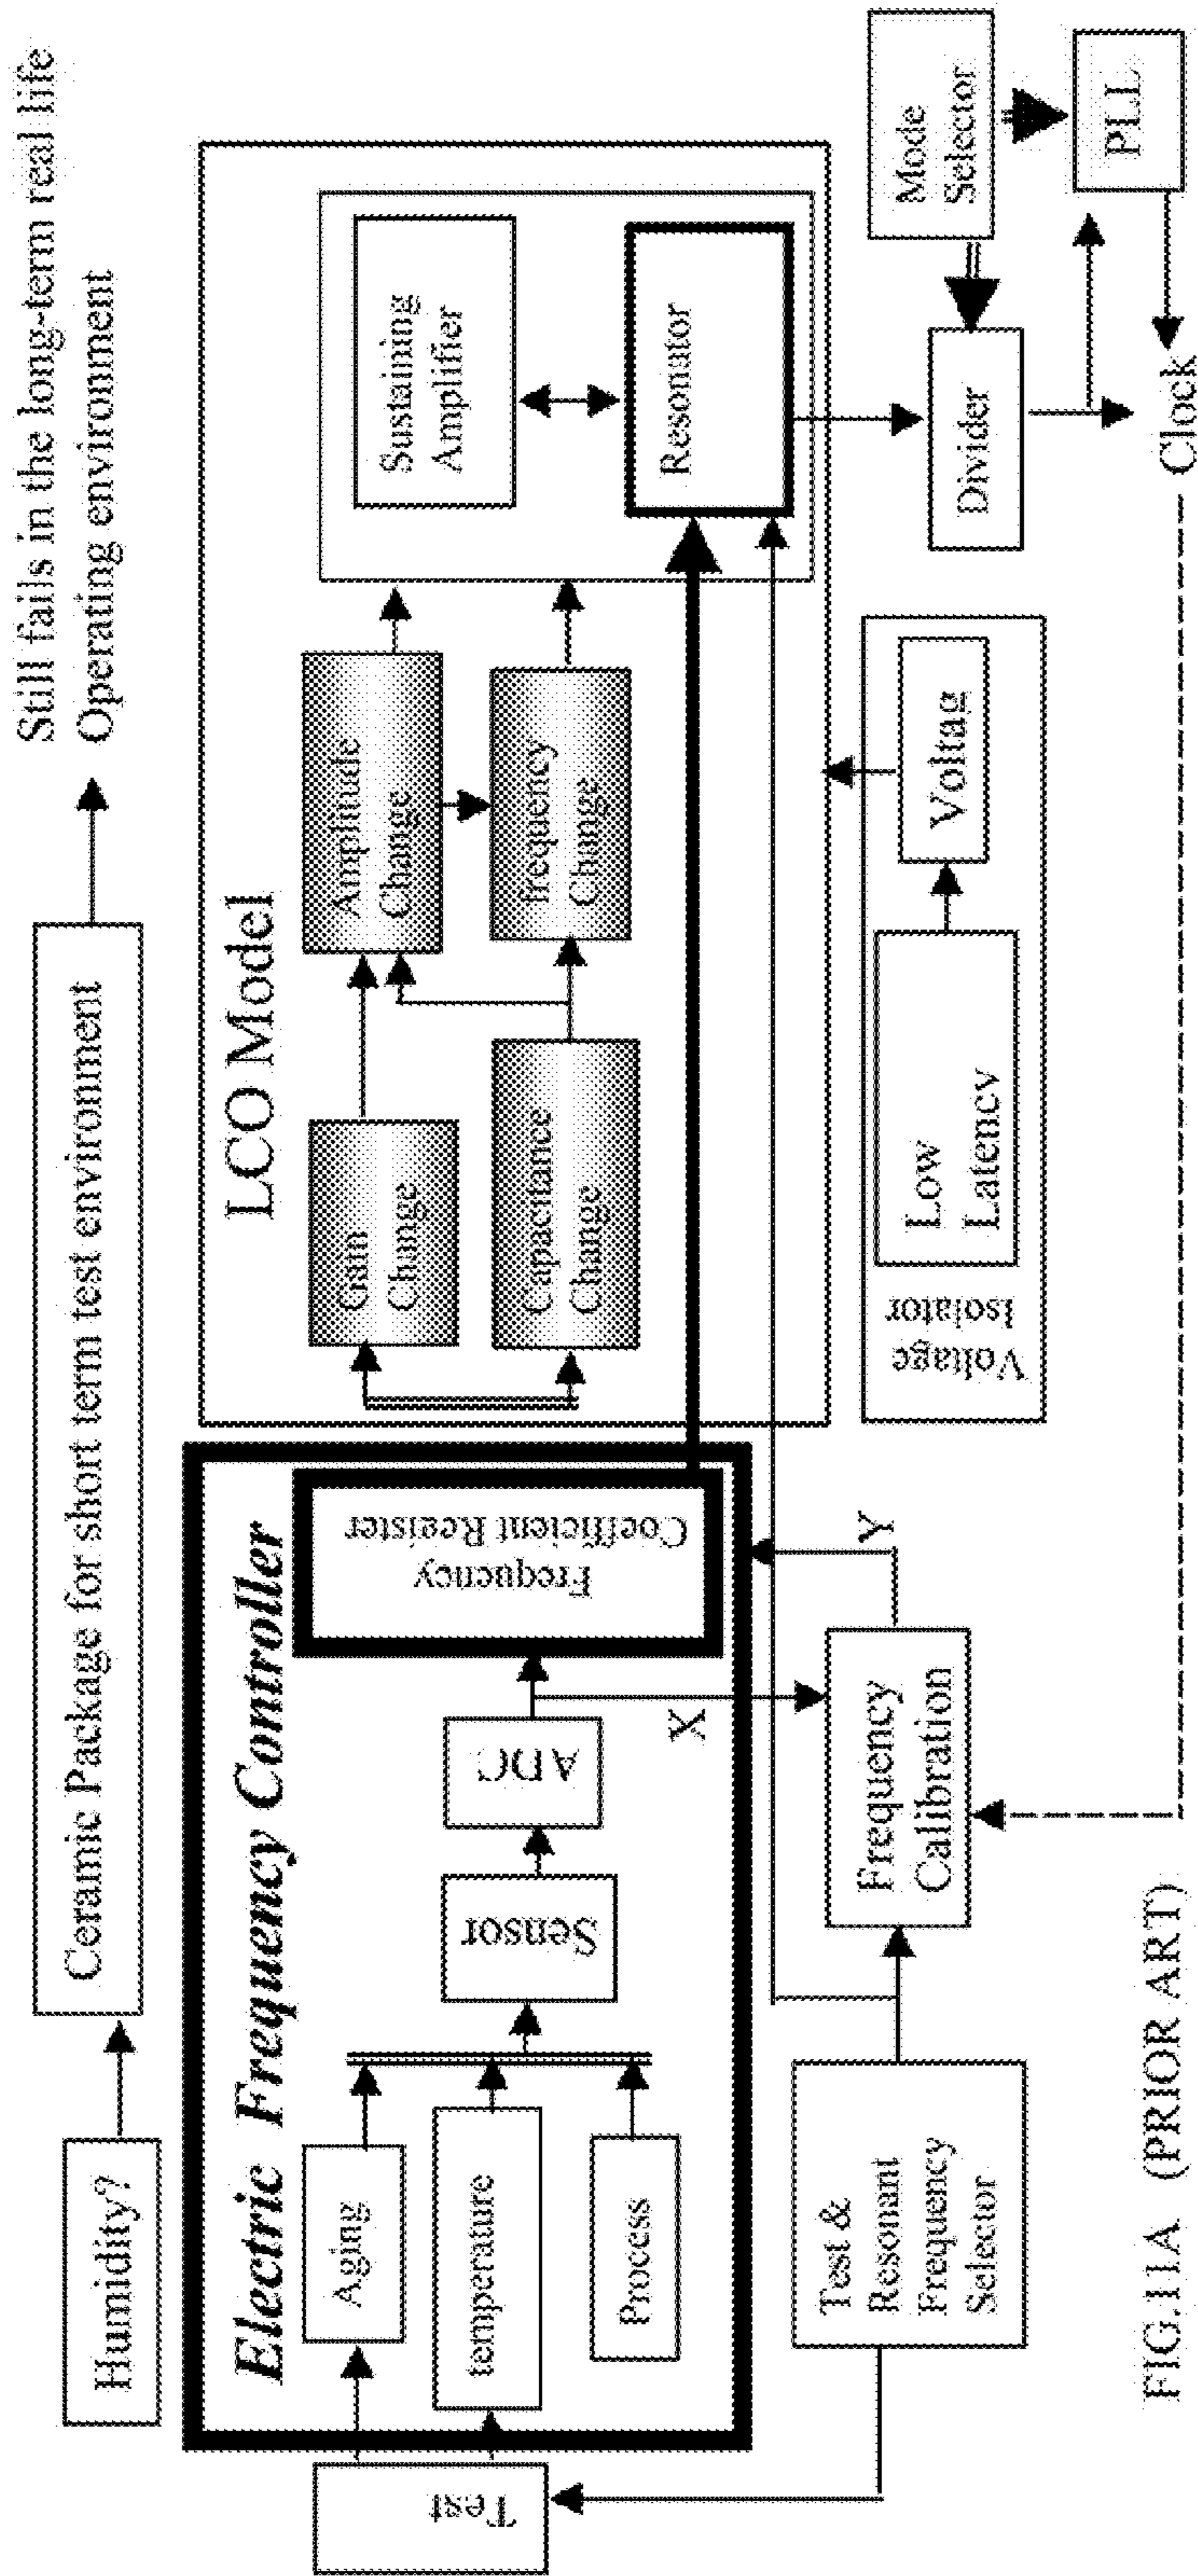 Humidity?
Ceramic Package for short term test environment
Still fails in the long-term real life
Operating environment
Test
Electric Frequency Controller
Aging
temperature
Process
Sensor
ADC
Frequency
Coefficient Register
X
Y
LCO Model
Gain
Change
Capacitance
Change
Amplitude
Change
frequency
Change
Sustaining
Amplifier
Resonator
Test &
Resonant
Frequency
Selector
Frequency
Calibration
Voltage
Isolator
Low
Latency
Voltag
Divider
Mode
Selector
PLL
Clock
FIG.11A (PRIOR ART)